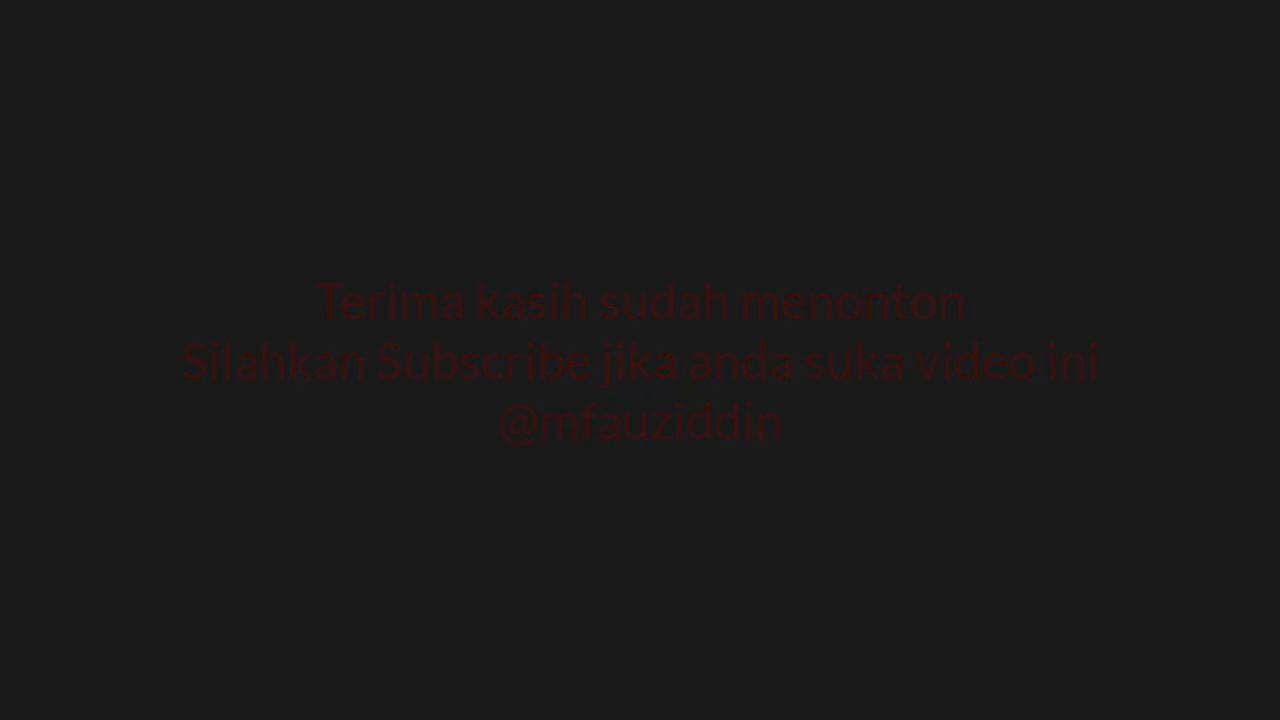 Terima kasih sudah menonton
Silahkan Subscribe jika anda suka video ini
@mfauziddin